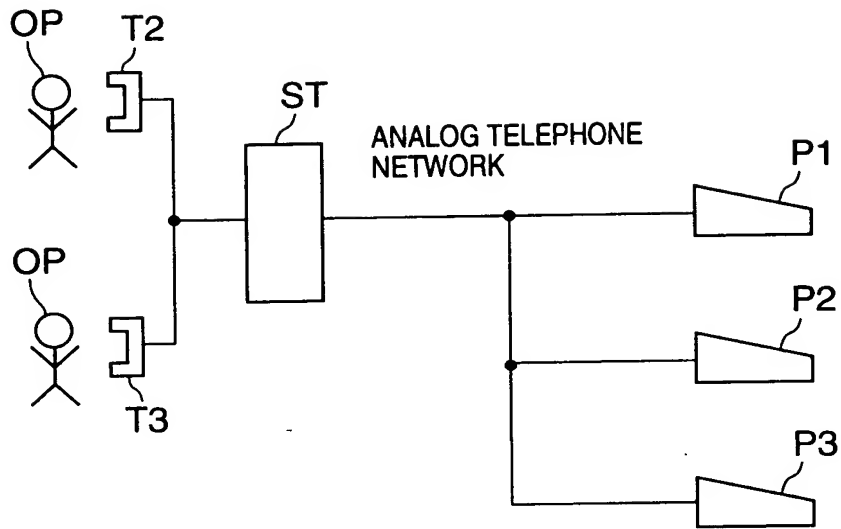 OP
T2
ST
ANALOG TELEPHONE
NETWORK
P1
OP
T3
P2
P3